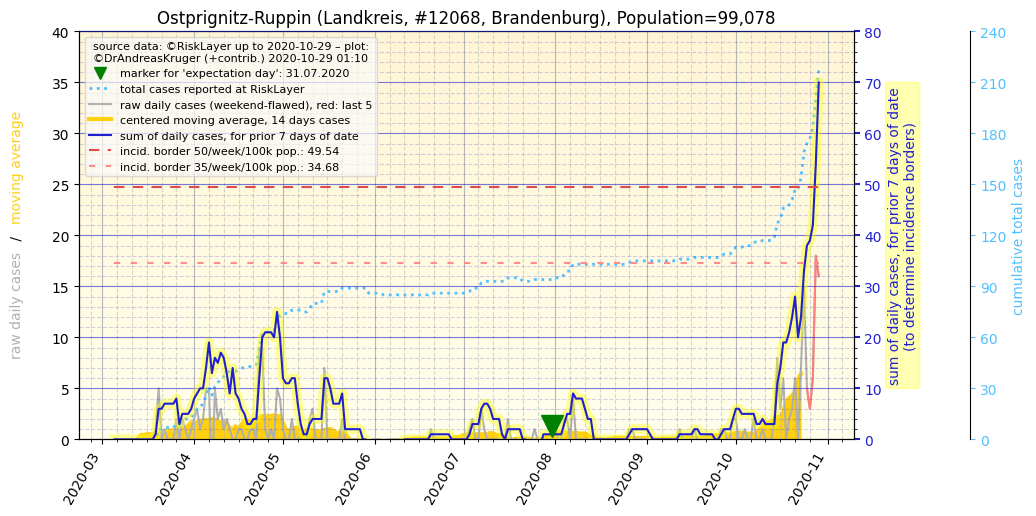 Ostprignitz-Ruppin (Landkreis, #12068, Brandenburg), Population=99,078
source data: ©RiskLayer up to 2020-10-29 – plot:
©DrAndreasKruger (+contrib.) 2020-10-29 01:10
marker for 'expectation day': 31.07.2020
total cases reported at RiskLayer
raw daily cases (weekend-flawed), red: last 5
centered moving average, 14 days cases
sum of daily cases, for prior 7 days of date
incid. border 50/week/100k pop.: 49.54
incid. border 35/week/100k pop.: 34.68
raw daily cases / moving average
40
35
30
25
20
15
10
5
0
2020-03
2020-04
2020-05
2020-06
2020-07
2020-08
2020-09
2020-10
2020-11
80
70
60
50
40
30
20
10
0
sum of daily cases, for prior 7 days of date
(to determine incidence borders)
240
210
180
150
120
90
60
30
0
cumulative total cases